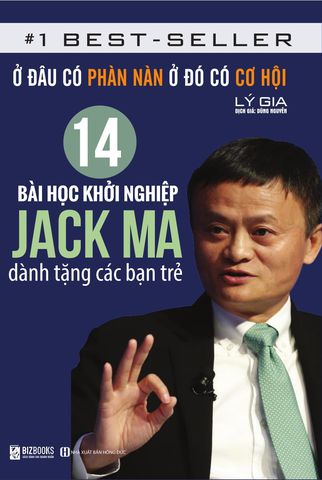 #1 BEST-SELLER
Ở ĐÂU CÓ PHÀN NÀN Ở ĐÓ CÓ CƠ HỘI
LÝ GIA
DỊCH GIẢ: DŨNG NGUYỄN
14
BÀI HỌC KHỞI NGHIỆP
JACK MA
dành tặng các bạn trẻ
BIZBOOKS
NHÀ XUẤT BẢN HỒNG ĐỨC